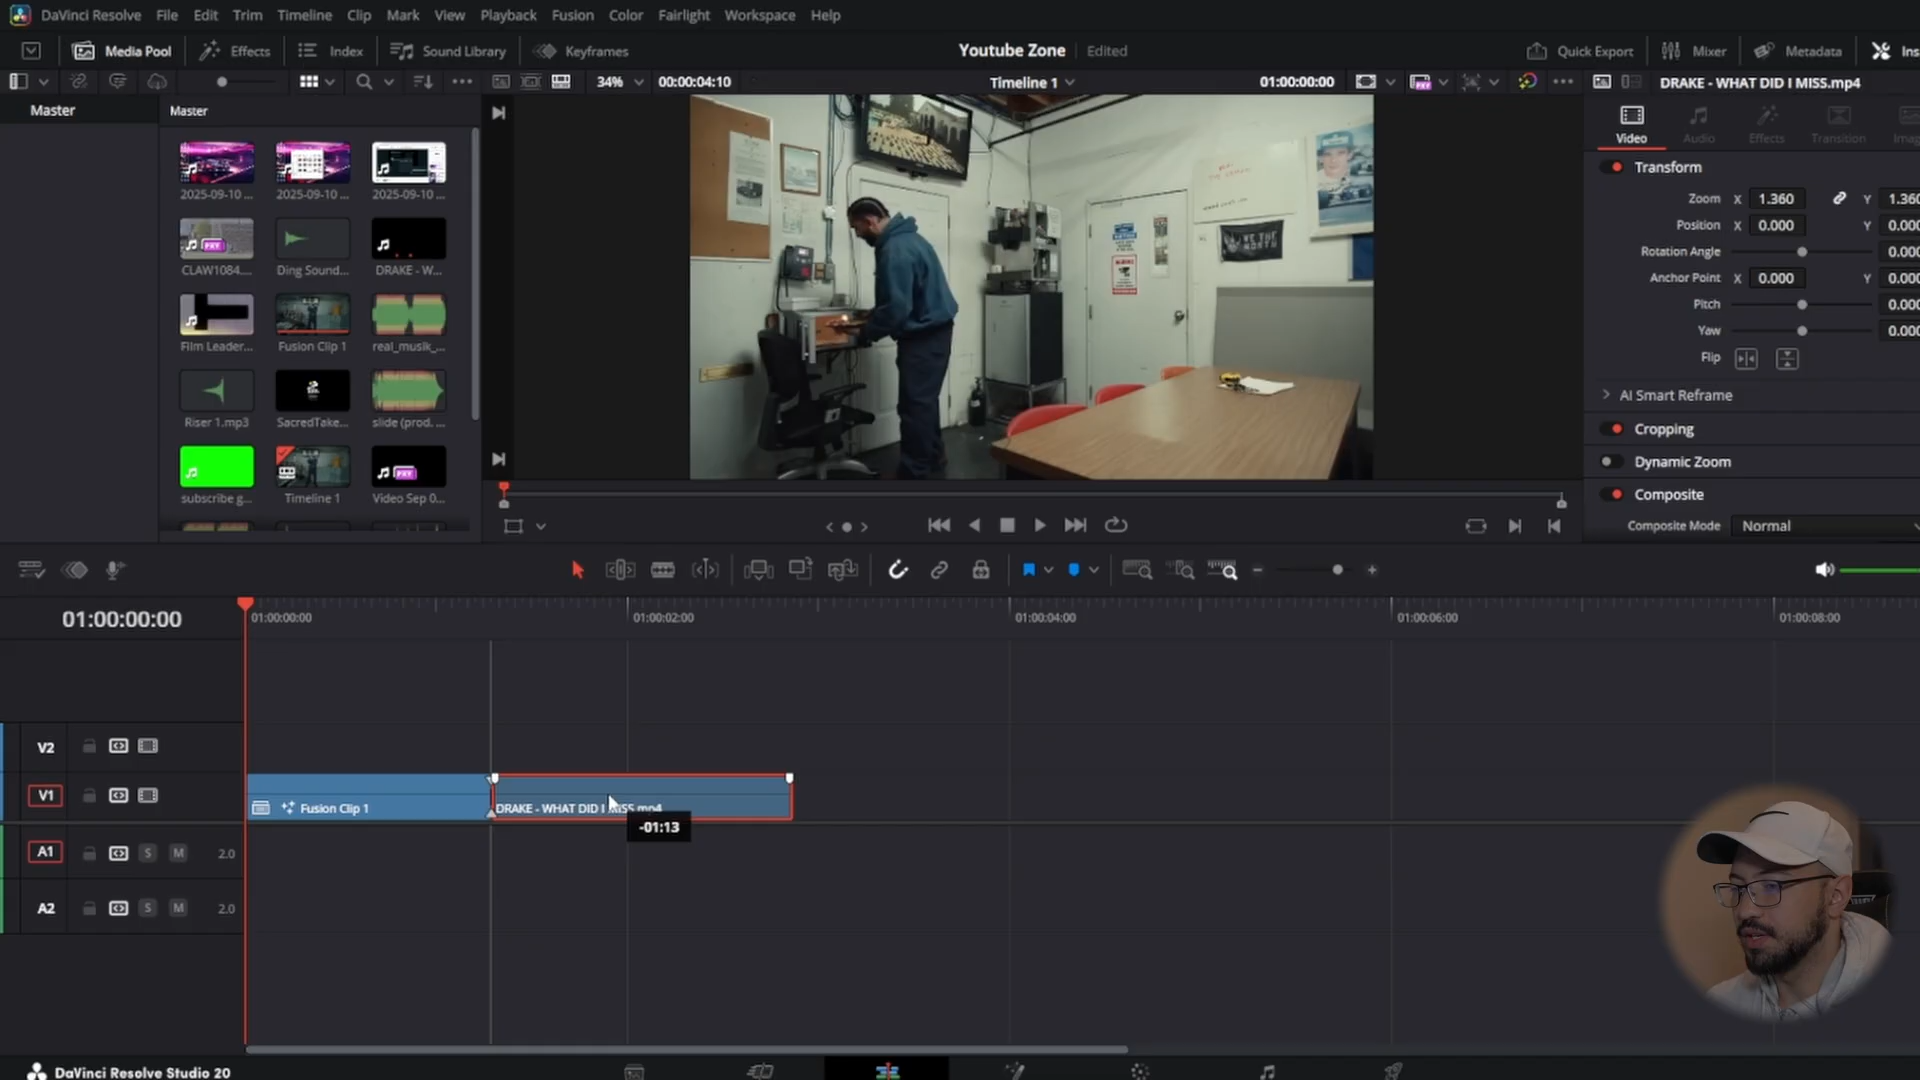 DaVinci Resolve File Edit Trim Timeline Clip Mark View Playback Fusion Color Fairlight Workspace Help
Media Pool Effects Index Sound Library Keyframes Youtube Zone Edited Quick Export Mixer Metadata Ins
34% 00:00:04:10 Timeline 1 01:00:00:00 DRAKE - WHAT DID I MISS.mp4
Master Master
Video Audio Effects Transition Imag
2025-09-10 ... 2025-09-10 ... 2025-09-10 ...
CLAW1084.... Ding Sound... DRAKE - W...
Film Leader... Fusion Clip 1 real_musik_...
Riser 1.mp3 SacredTake... slide (prod. ...
subscribe g... Timeline 1 Video Sep 0...
PXY
PXY
WE THE NORTH
Transform
Zoom X 1.360 Y 1.360
Position X 0.000 Y 0.000
Rotation Angle 0.000
Anchor Point X 0.000 Y 0.000
Pitch 0.000
Yaw 0.000
Flip
AI Smart Reframe
Cropping
Dynamic Zoom
Composite
Composite Mode Normal
01:00:00:00 01:00:00:00 01:00:02:00 01:00:04:00 01:00:06:00 01:00:08:00
V2
V1 Fusion Clip 1 DRAKE - WHAT DID I MISS.mp4
-01:13
A1 S M 2.0
A2 S M 2.0
DaVinci Resolve Studio 20